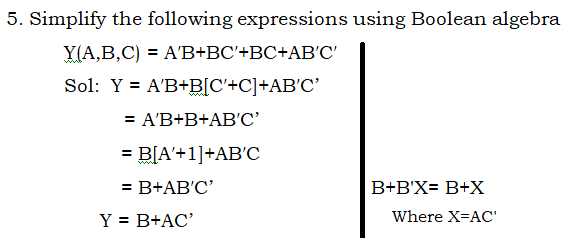 5. Simplify the following expressions using Boolean algebra
Y(A,B,C) = A'B+BC'+BC+AB'C'
Sol: Y = A'B+B[C'+C]+AB'C’
= A'B+B+AB'C’
= B[A'+1]+AB'C
= B+AB'C’
B+B'X= B+X
Y = B+AC’
Where X=AC'